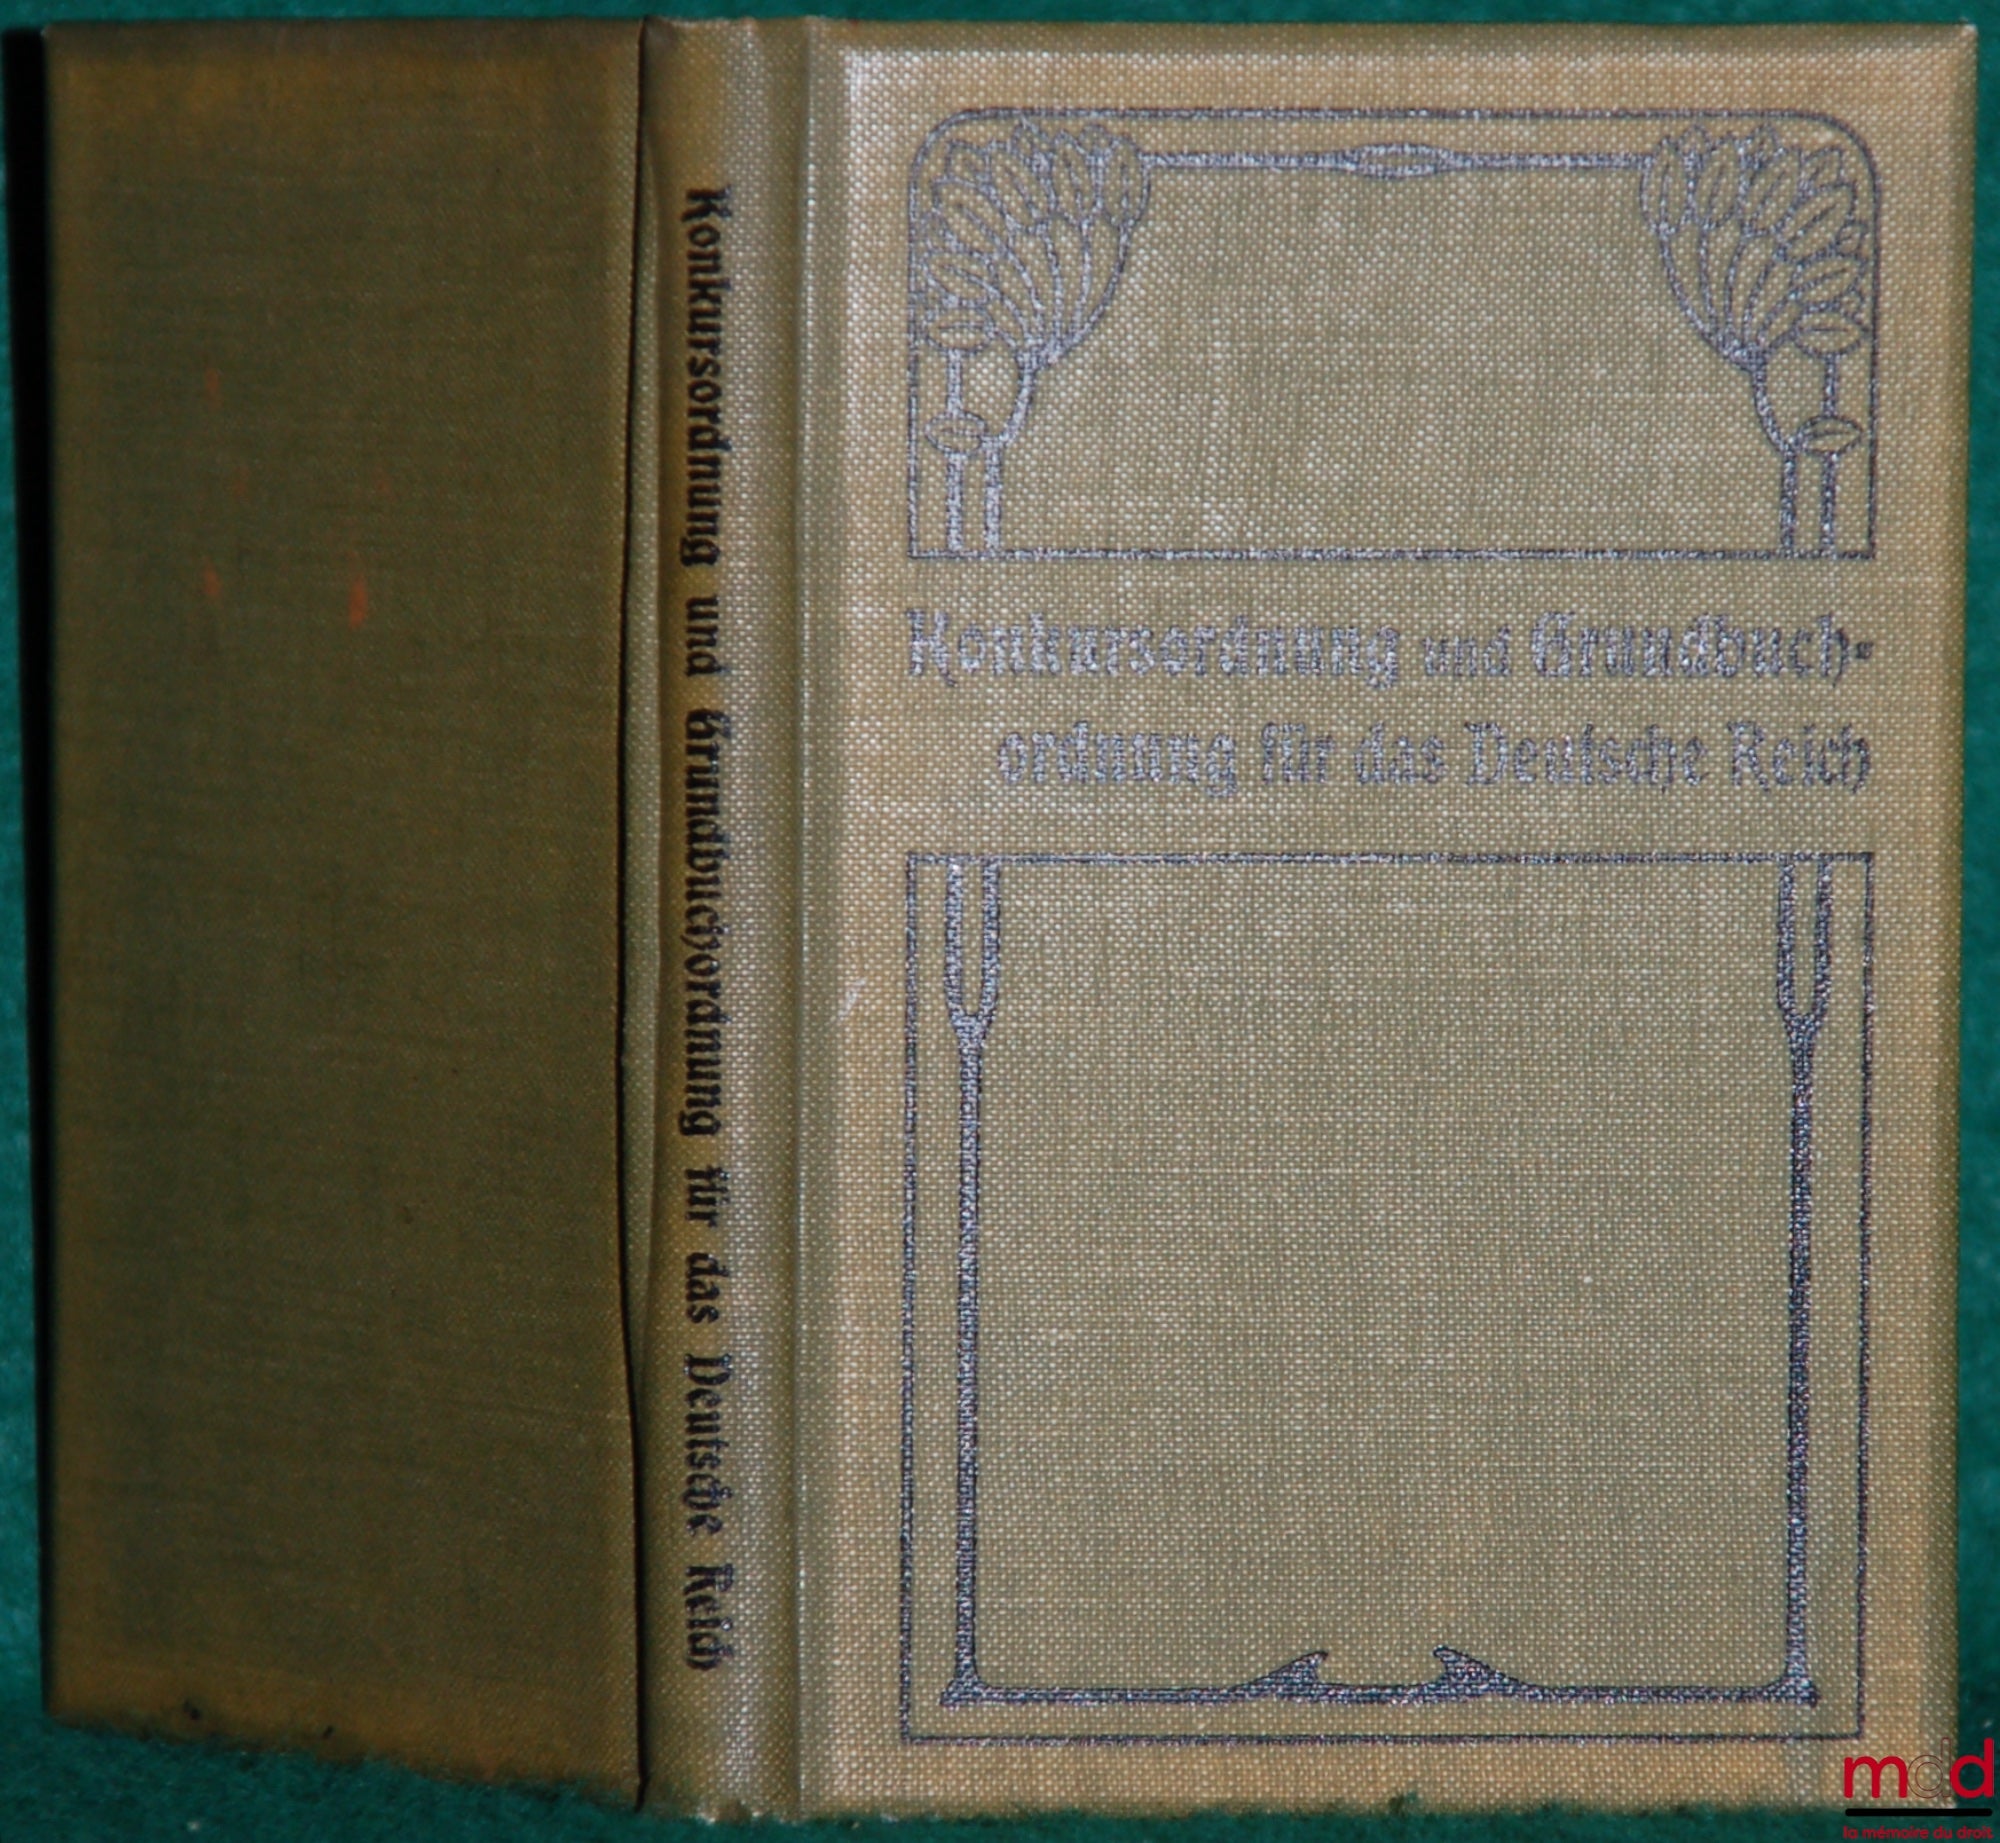 Konkursordnung und Grundbuchordnung für das Deutsche Reich
Konkursordnung und Grundbuch-
ordnung für das Deutsche Reich
mdd
la mémoire du droit